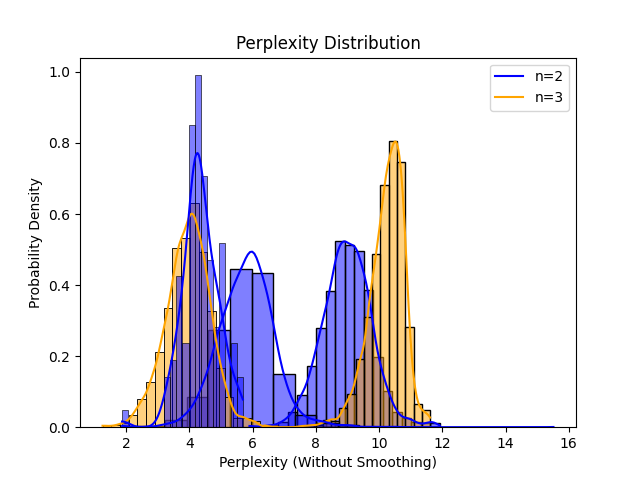 Perplexity Distribution
n=2
n=3
Probability Density
1.0
0.8
0.6
0.4
0.2
0.0
2 4 6 8 10 12 14 16
Perplexity (Without Smoothing)